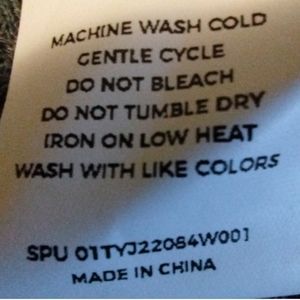 MACHINE WASH COLD
GENTLE CYCLE
DO NOT BLEACH
DO NOT TUMBLE DRY
IRON ON LOW HEAT
WASH WITH LIKE COLORS
SPU 01TYJ22084W001
MADE IN CHINA